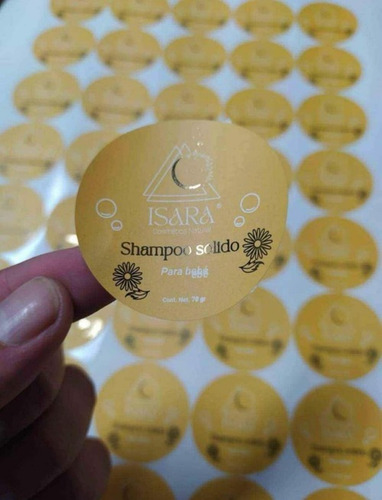 ISARA
Shampoo sólido
Para bebé
Cont. Net. 70 gr